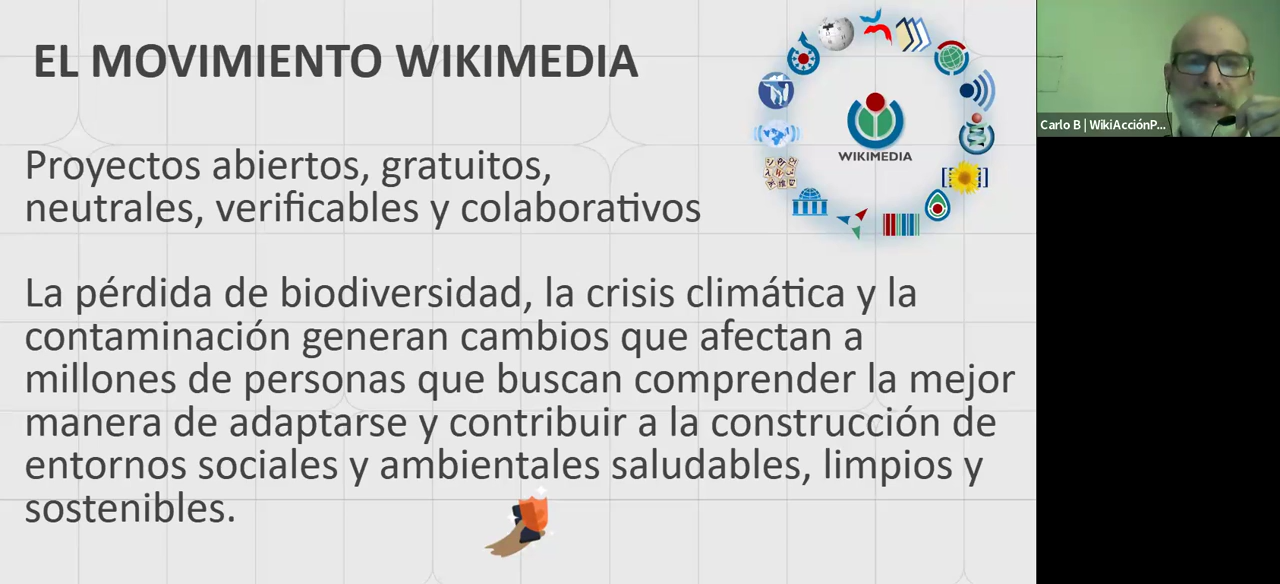 EL MOVIMIENTO WIKIMEDIA
Proyectos abiertos, gratuitos,
neutrales, verificables y colaborativos
La pérdida de biodiversidad, la crisis climática y la
contaminación generan cambios que afectan a
millones de personas que buscan comprender la mejor
manera de adaptarse y contribuir a la construcción de
entornos sociales y ambientales saludables, limpios y
sostenibles.
WIKIMEDIA
Carlo B | WikiAcciónP...